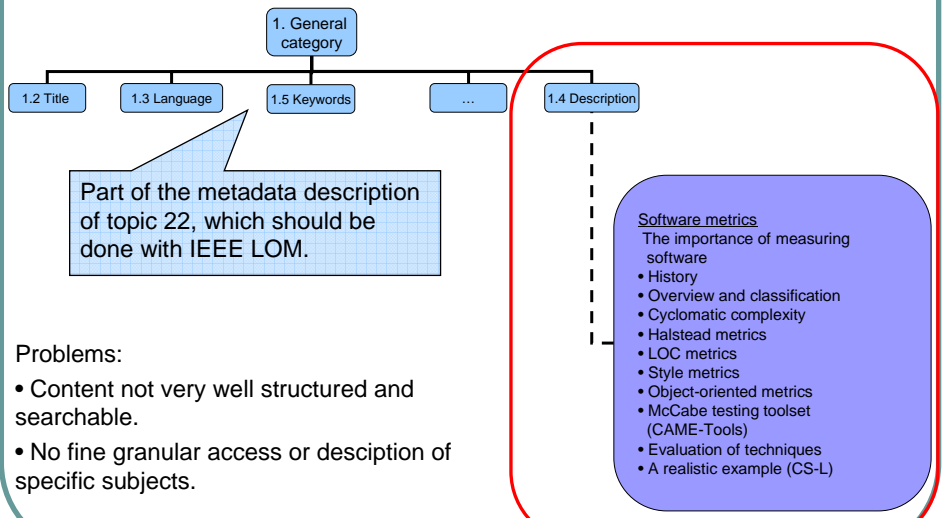 1. General
category
1.2 Title
1.3 Language
1.5 Keywords
…
1.4 Description
Part of the metadata description
of topic 22, which should be
done with IEEE LOM.
Software metrics
The importance of measuring
software
• History
• Overview and classification
• Cyclomatic complexity
• Halstead metrics
• LOC metrics
• Style metrics
• Object-oriented metrics
• McCabe testing toolset
(CAME-Tools)
• Evaluation of techniques
• A realistic example (CS-L)
Problems:
• Content not very well structured and
searchable.
• No fine granular access or desciption of
specific subjects.